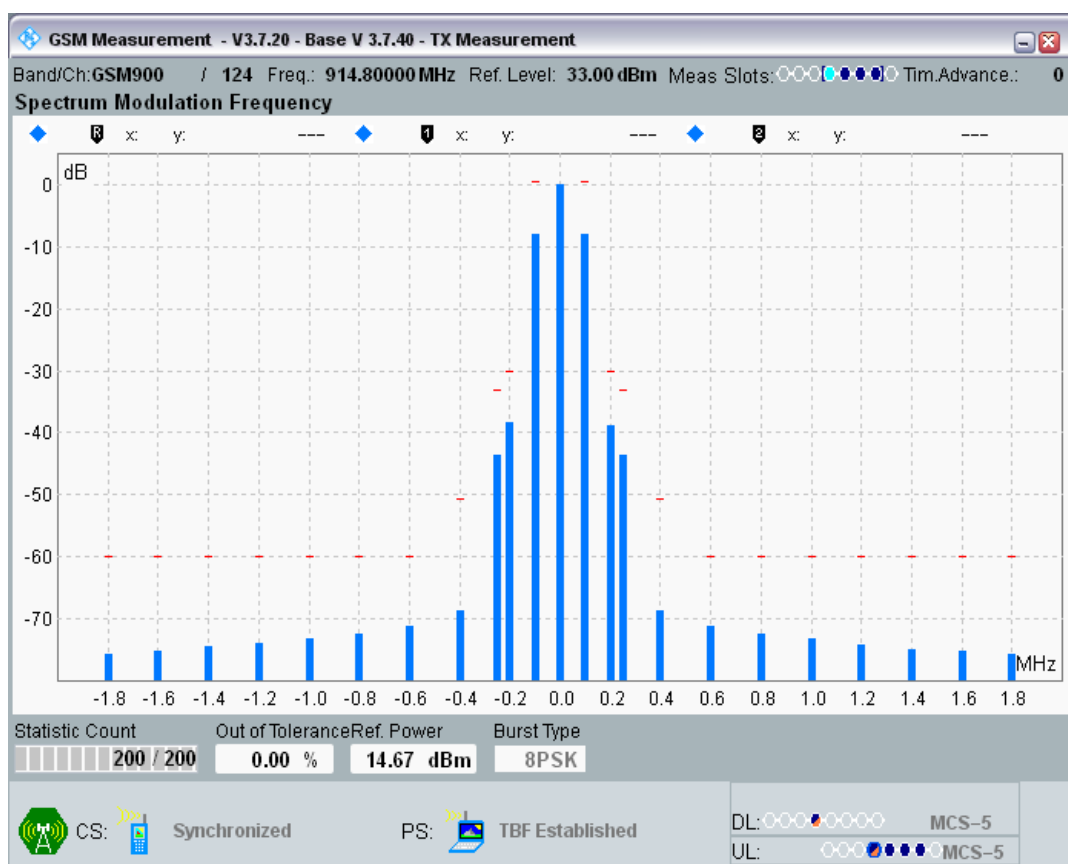 GSM Measurement - V3.7.20 - Base V 3.7.40 - TX Measurement
Band/Ch:GSM900 / 124 Freq.: 914.80000 MHz Ref. Level: 33.00 dBm Meas Slots: Tim.Advance.: 0
Spectrum Modulation Frequency
R x: y: --- 1 x: y: --- 2 x: y: ---
dB
0
-10
-20
-30
-40
-50
-60
-70
MHz
-1.8 -1.6 -1.4 -1.2 -1.0 -0.8 -0.6 -0.4 -0.2 0.0 0.2 0.4 0.6 0.8 1.0 1.2 1.4 1.6 1.8
Statistic Count Out of Tolerance Ref. Power Burst Type
200 / 200 0.00 % 14.67 dBm 8PSK
CS: Synchronized PS: TBF Established
DL: MCS-5
UL: MCS-5